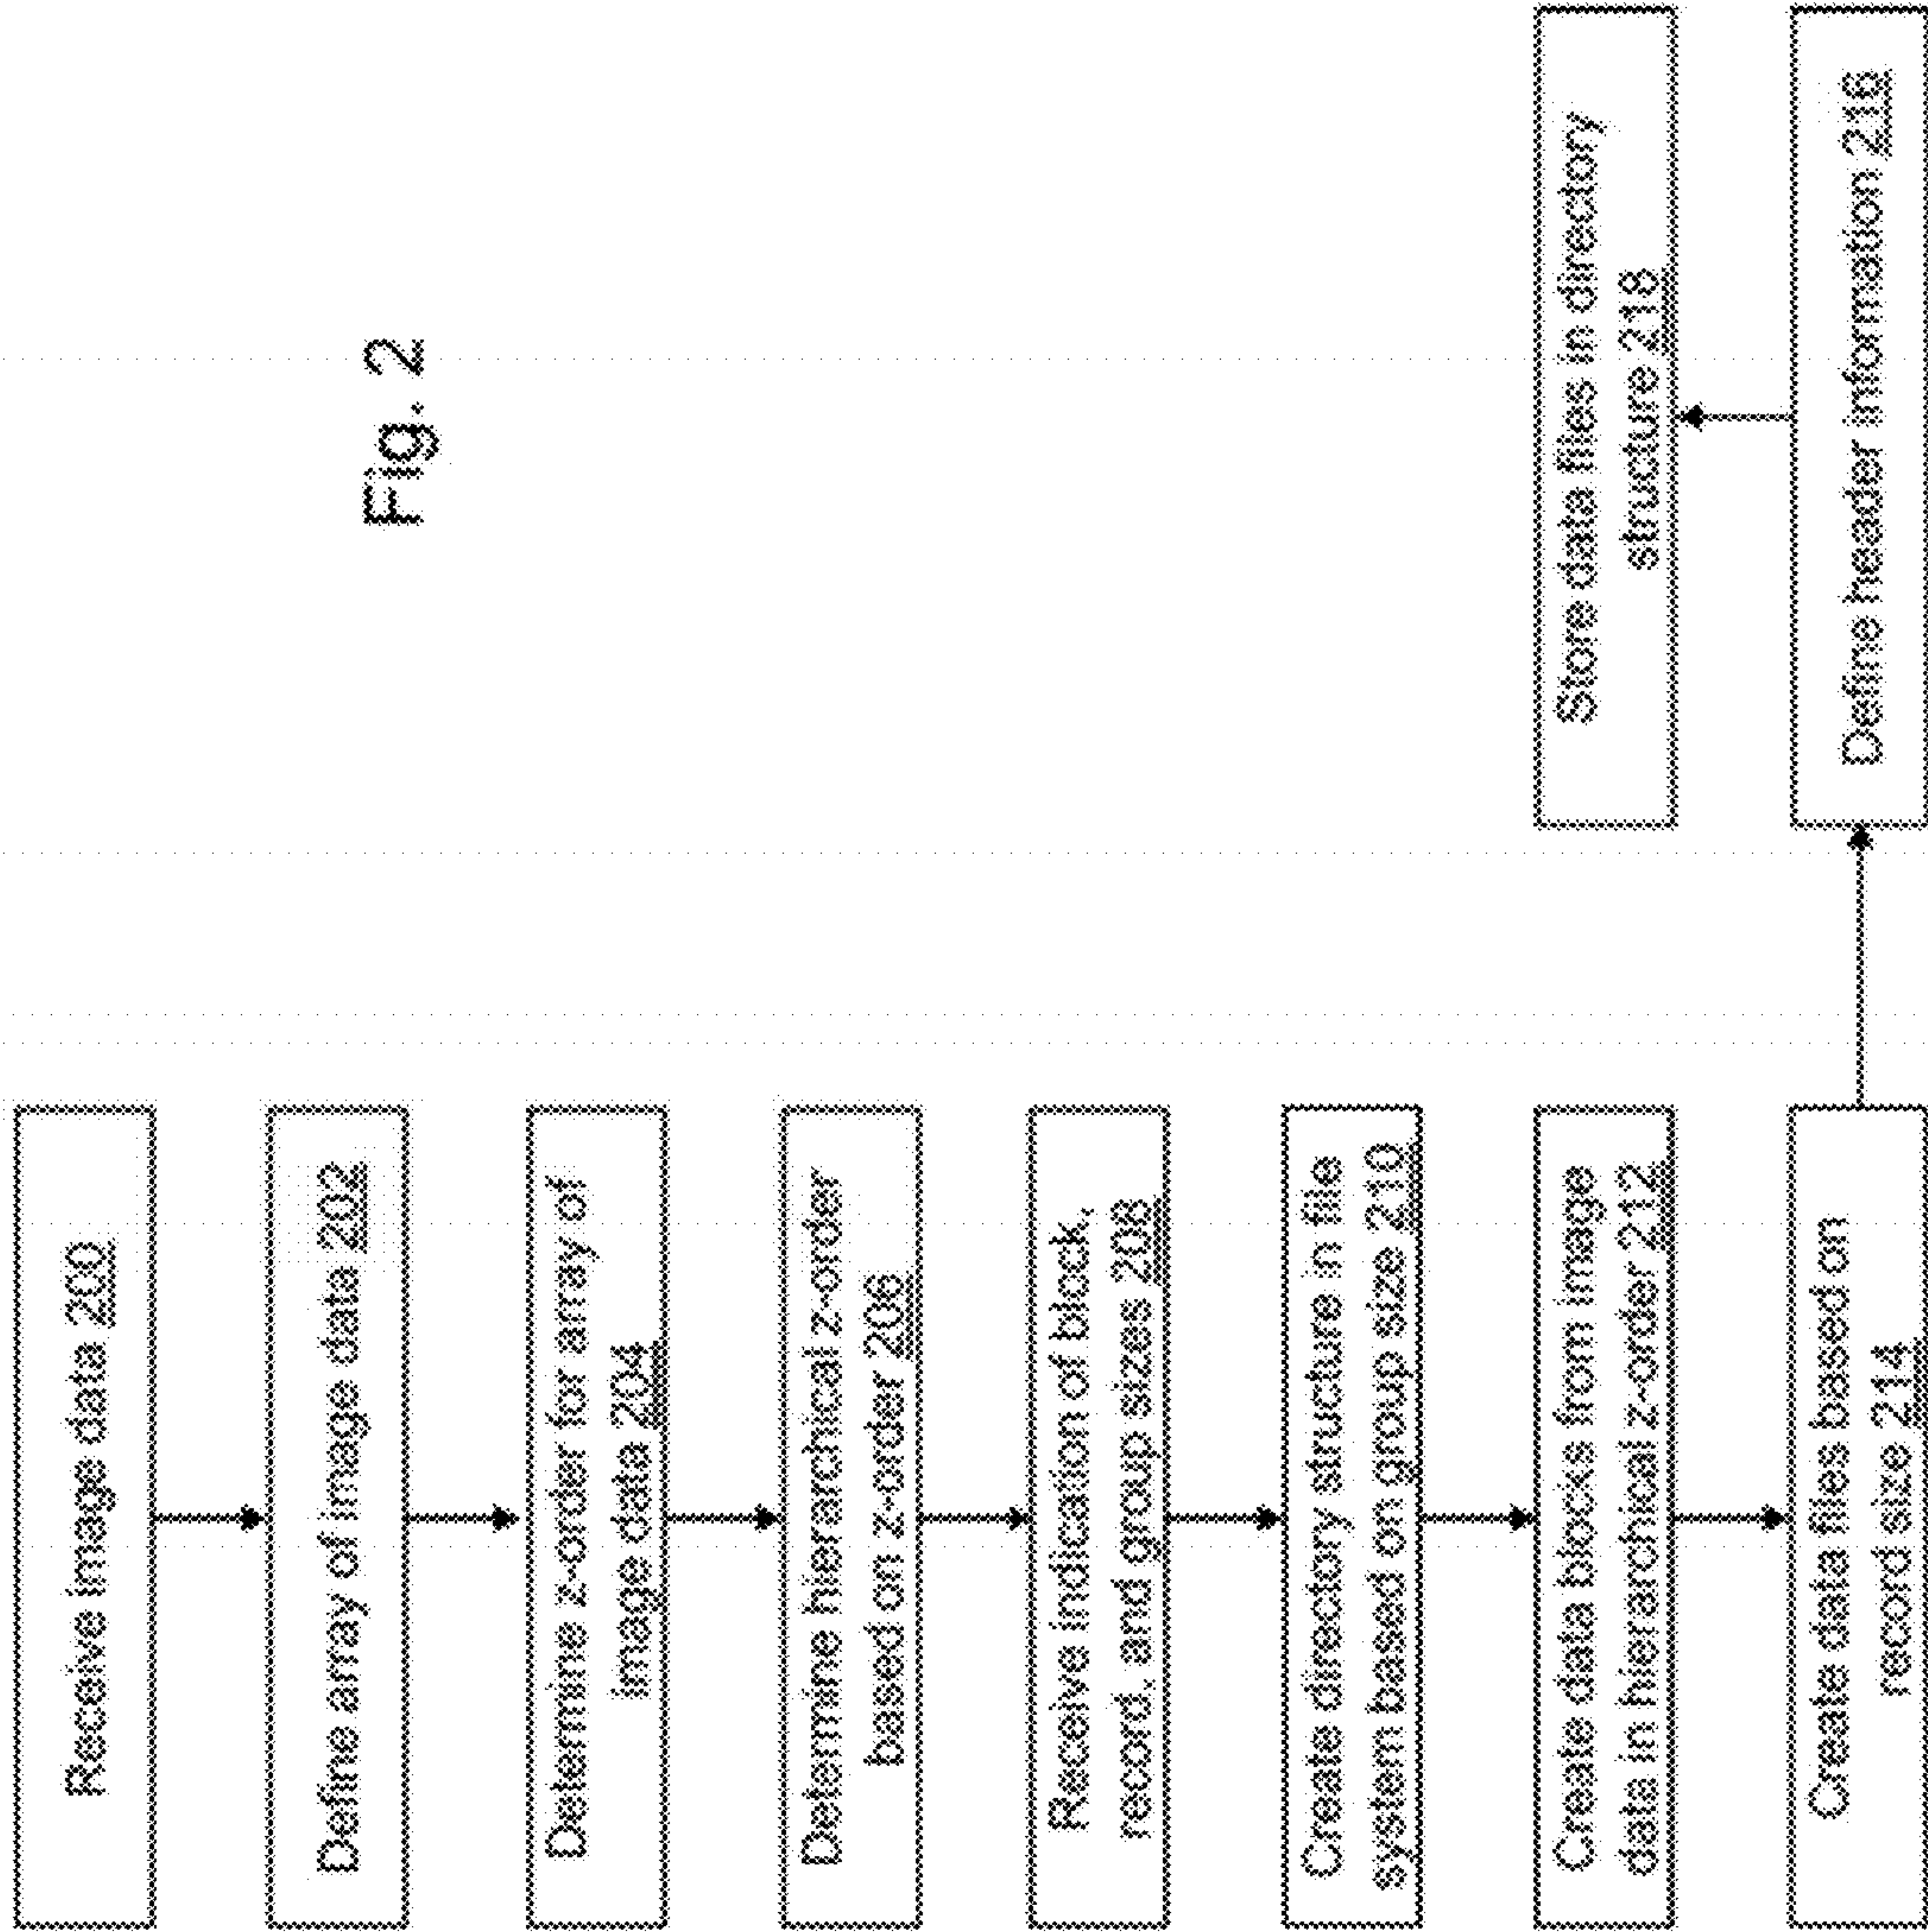 Receive image data 200
Define array of image data 202
Determine z-order for array of
image data 204
Determine hierarchical z-order
based on z-order 206
Receive indication of block,
record, and group sizes 208
Create directory structure in file
system based on group size 210
Create data blocks from image
data in hierarchical z-order 212
Create data files based on
record size 214
Define header information 216
Store data files in directory
structure 218
Fig. 2